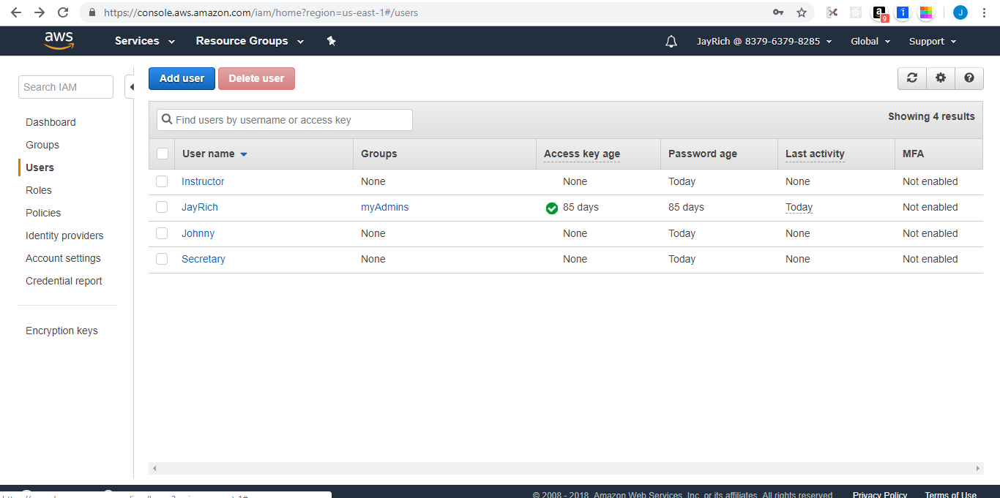 https://console.aws.amazon.com/iam/home?region=us-east-1#/users
9
J
aws
Services
Resource Groups
JayRich @ 8379-6379-8285
Global
Support
Search IAM
Add user
Delete user
Dashboard
Groups
Users
Roles
Policies
Identity providers
Account settings
Credential report
Encryption keys
Find users by username or access key
Showing 4 results
User name Groups Access key age Password age Last activity MFA
Instructor None None Today None Not enabled
JayRich myAdmins 85 days 85 days Today Not enabled
Johnny None None Today None Not enabled
Secretary None None Today None Not enabled
© 2008 - 2018, Amazon Web Services, Inc. or its affiliates. All rights reserved. Privacy Policy Terms of Use